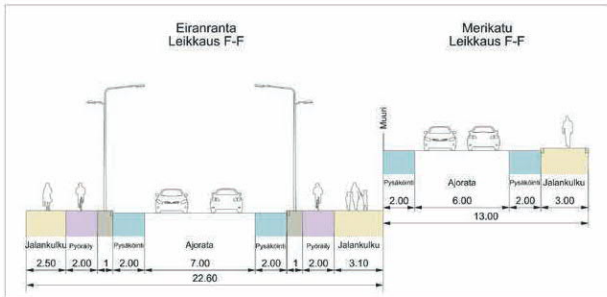 Eiranranta
Leikkaus F-F
Merikatu
Leikkaus F-F
Muuri
Pysäköinti
Ajorata
Pysäköinti
Jalankulku
2.00
6.00
2.00
3.00
13.00
Jalankulku
Pyöräily
Pysäköinti
Ajorata
Pysäköinti
Pyöräily
Jalankulku
2.50
2.00
1
2.00
7.00
2.00
1
2.00
3.10
22.60